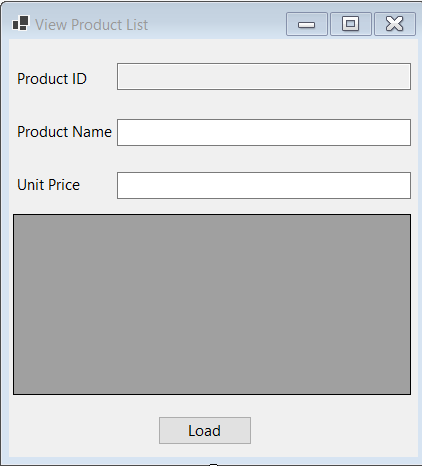 View Product List
Product ID
Product Name
Unit Price
Load